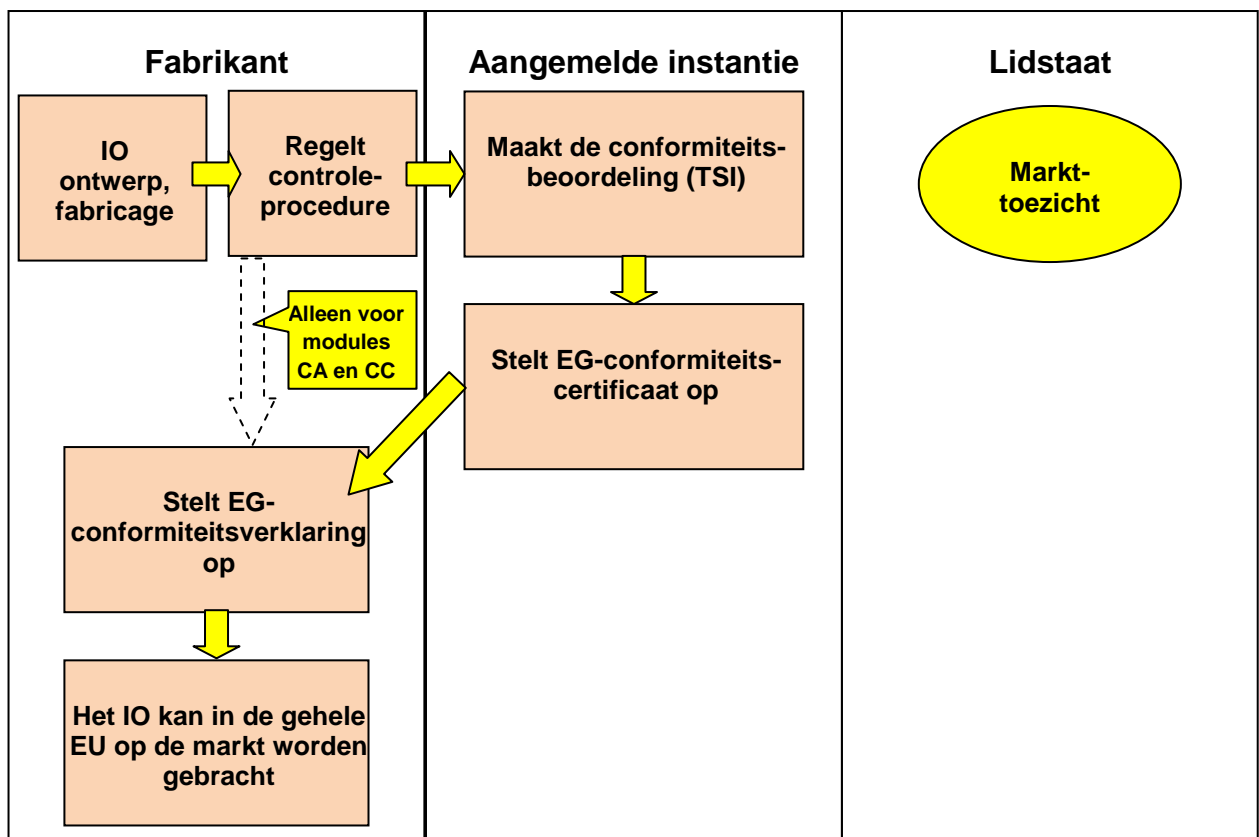 Fabrikant
IO
ontwerp,
fabricage
Regelt
controle-
procedure
Alleen voor
modules
CA en CC
Stelt EG-
conformiteitsverklaring
op
Het IO kan in de gehele
EU op de markt worden
gebracht
Aangemelde instantie
Maakt de conformiteits-
beoordeling (TSI)
Stelt EG-conformiteits-
certificaat op
Lidstaat
Markt-
toezicht